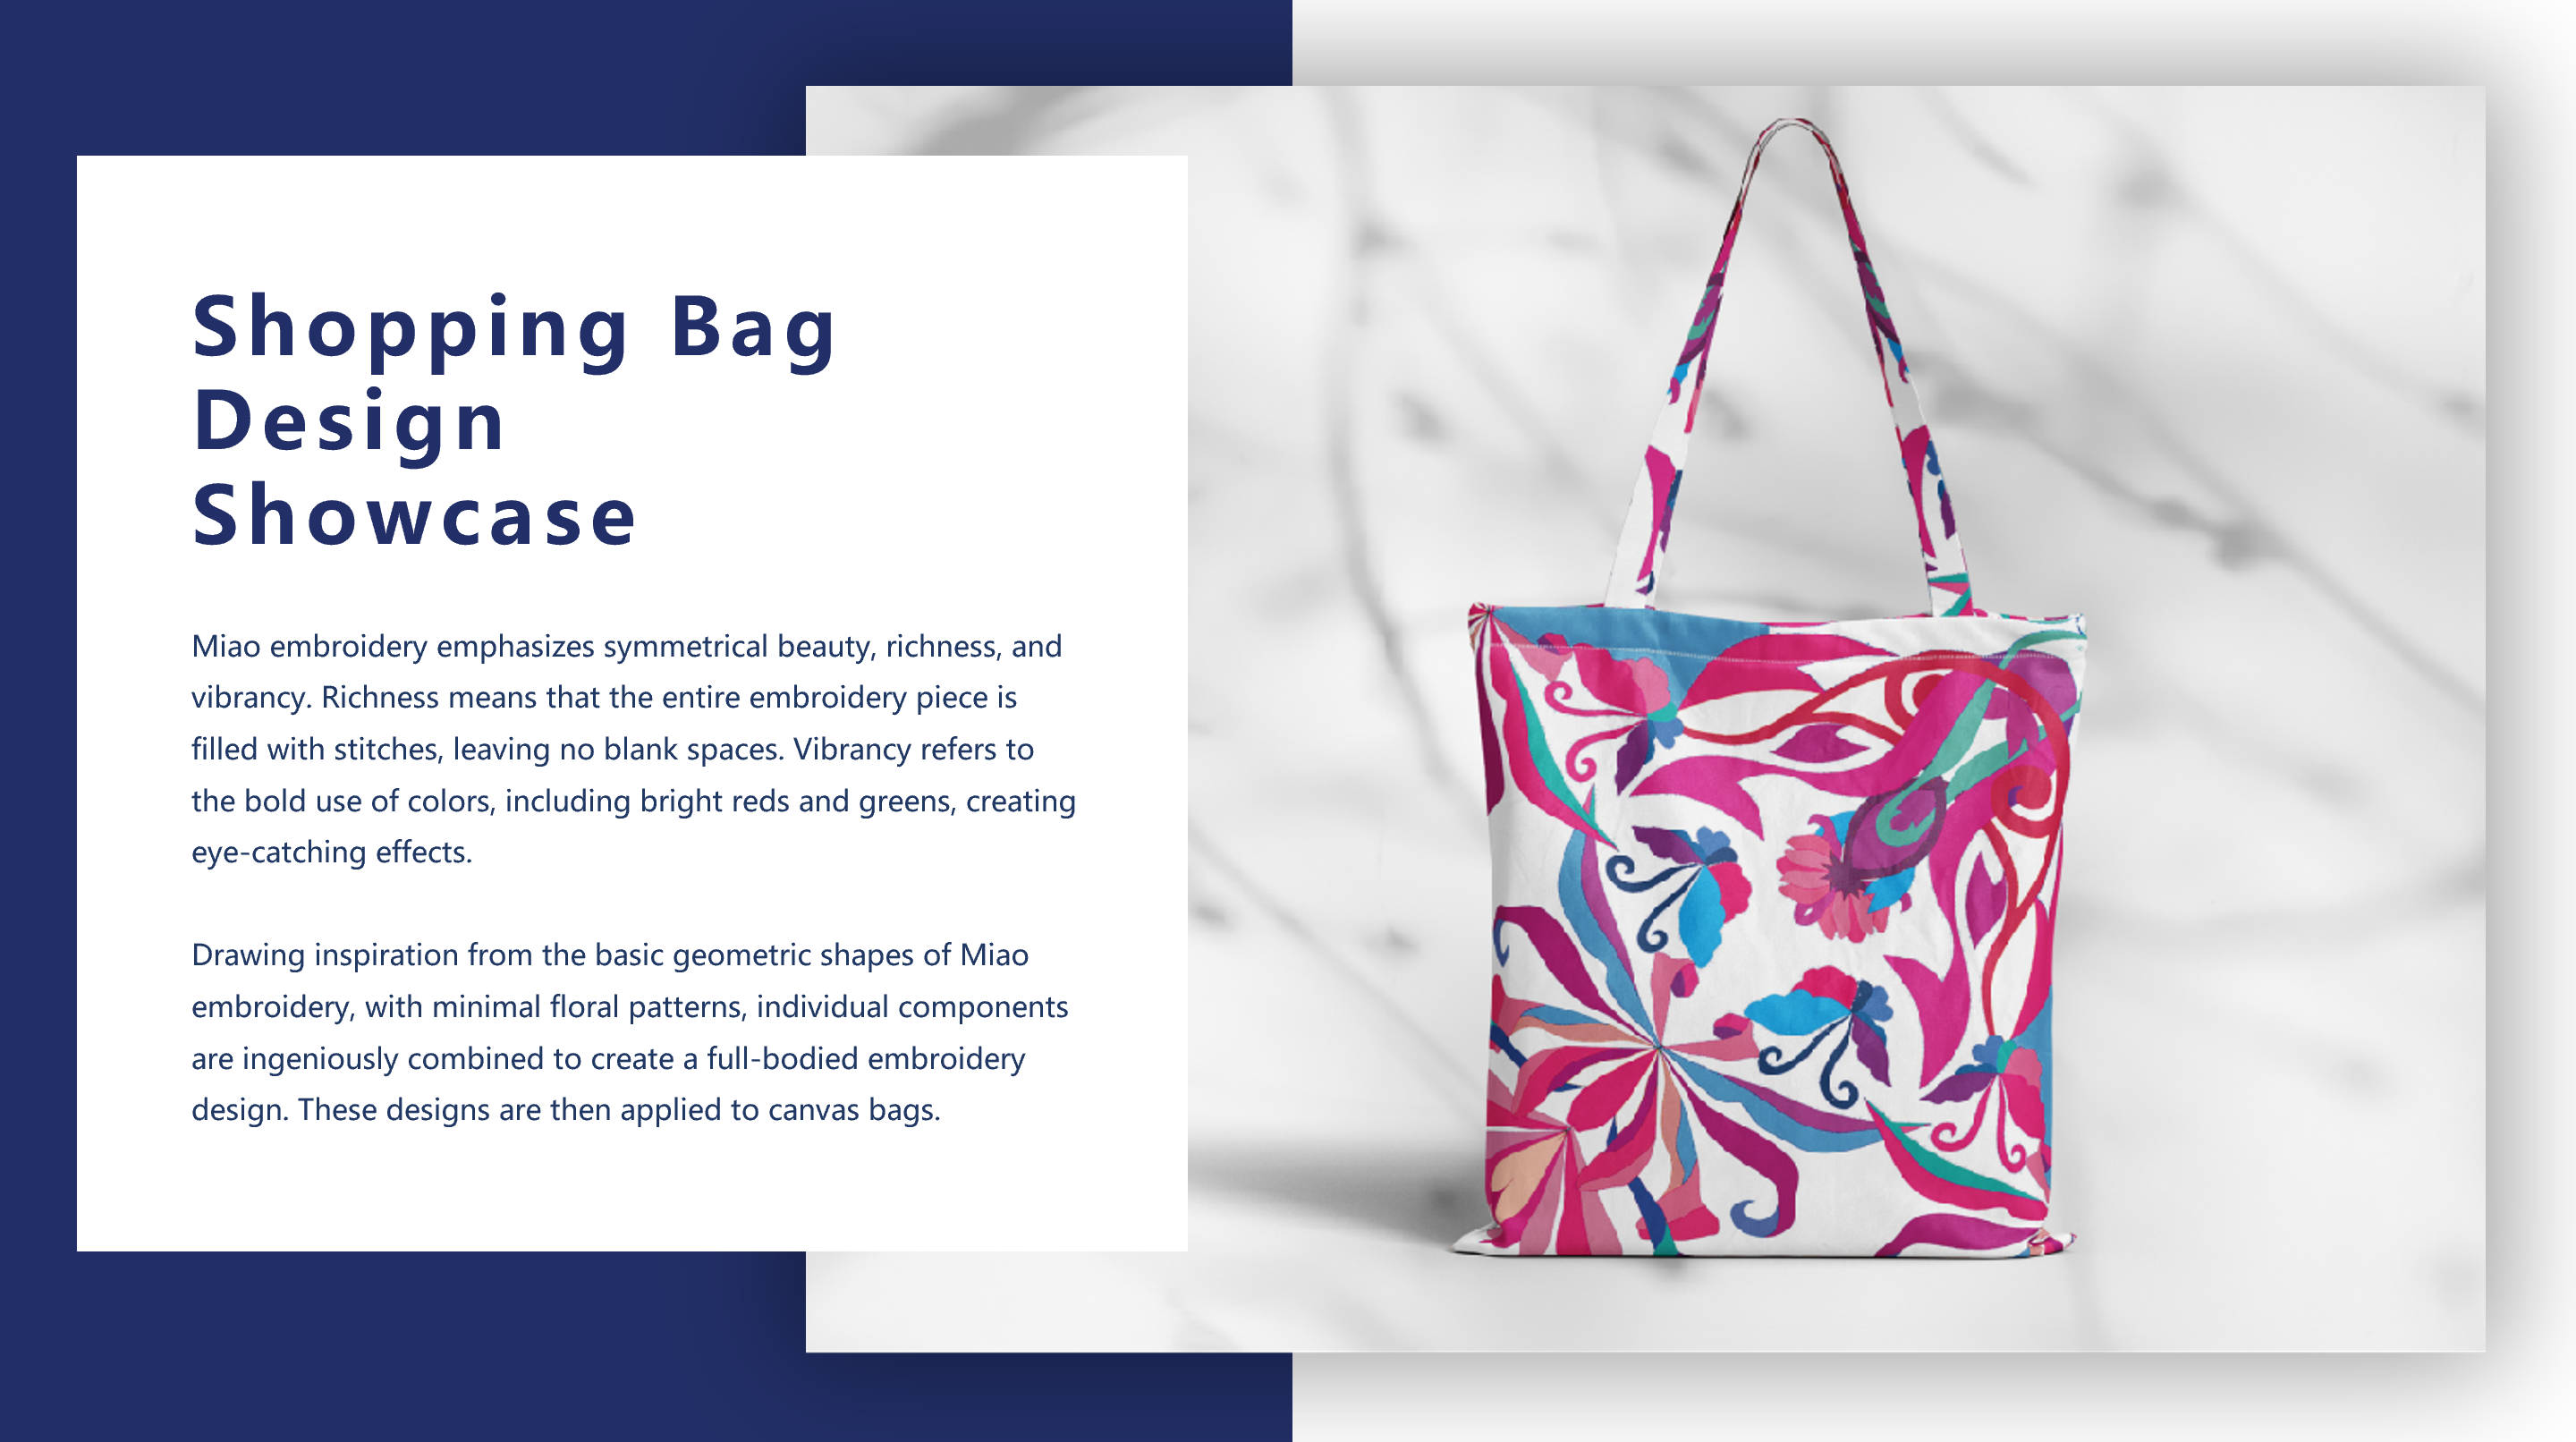 Shopping Bag
Design
Showcase
Miao embroidery emphasizes symmetrical beauty, richness, and
vibrancy. Richness means that the entire embroidery piece is
filled with stitches, leaving no blank spaces. Vibrancy refers to
the bold use of colors, including bright reds and greens, creating
eye-catching effects.
Drawing inspiration from the basic geometric shapes of Miao
embroidery, with minimal floral patterns, individual components
are ingeniously combined to create a full-bodied embroidery
design. These designs are then applied to canvas bags.